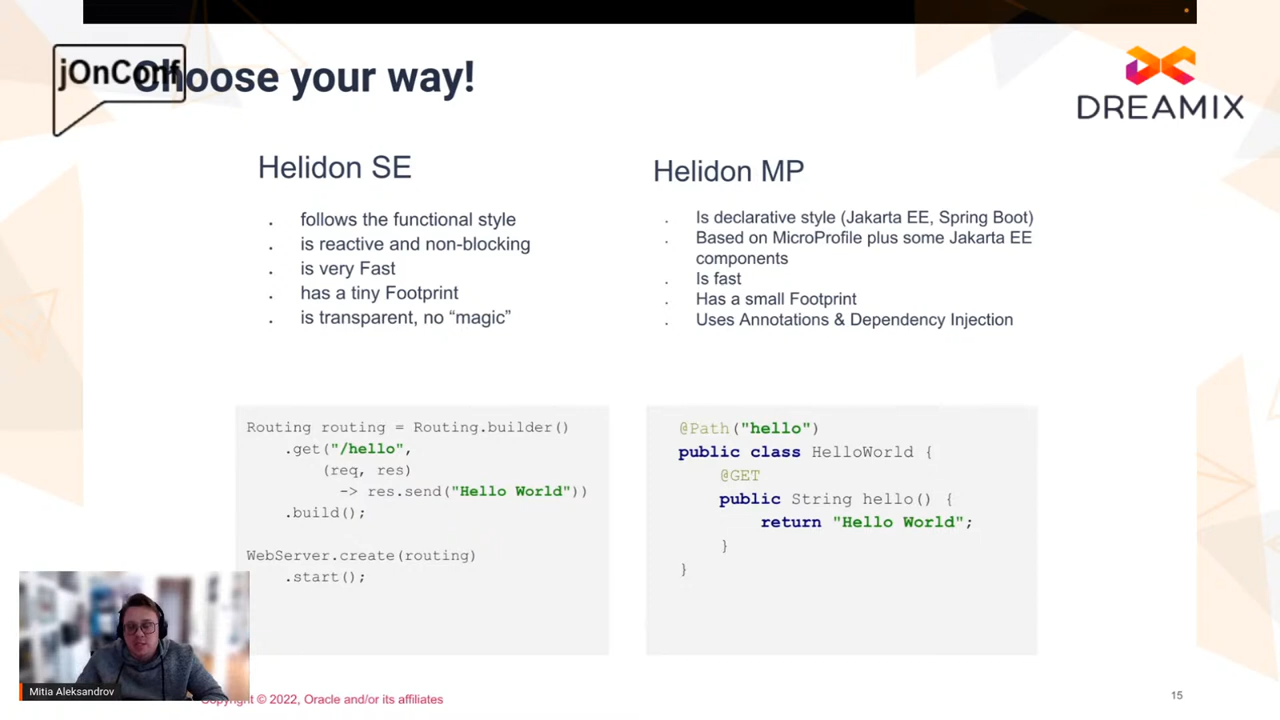 jOnConf
Choose your way!
DREAMIX
Helidon SE
. follows the functional style
. is reactive and non-blocking
. is very Fast
. has a tiny Footprint
. is transparent, no “magic”
Helidon MP
. Is declarative style (Jakarta EE, Spring Boot)
. Based on MicroProfile plus some Jakarta EE
components
. Is fast
. Has a small Footprint
. Uses Annotations & Dependency Injection
Routing routing = Routing.builder()
.get("/hello",
(req, res)
-> res.send("Hello World"))
.build();
WebServer.create(routing)
.start();
@Path("hello")
public class HelloWorld {
@GET
public String hello() {
return "Hello World";
}
}
Mitia Aleksandrov
Copyright © 2022, Oracle and/or its affiliates
15